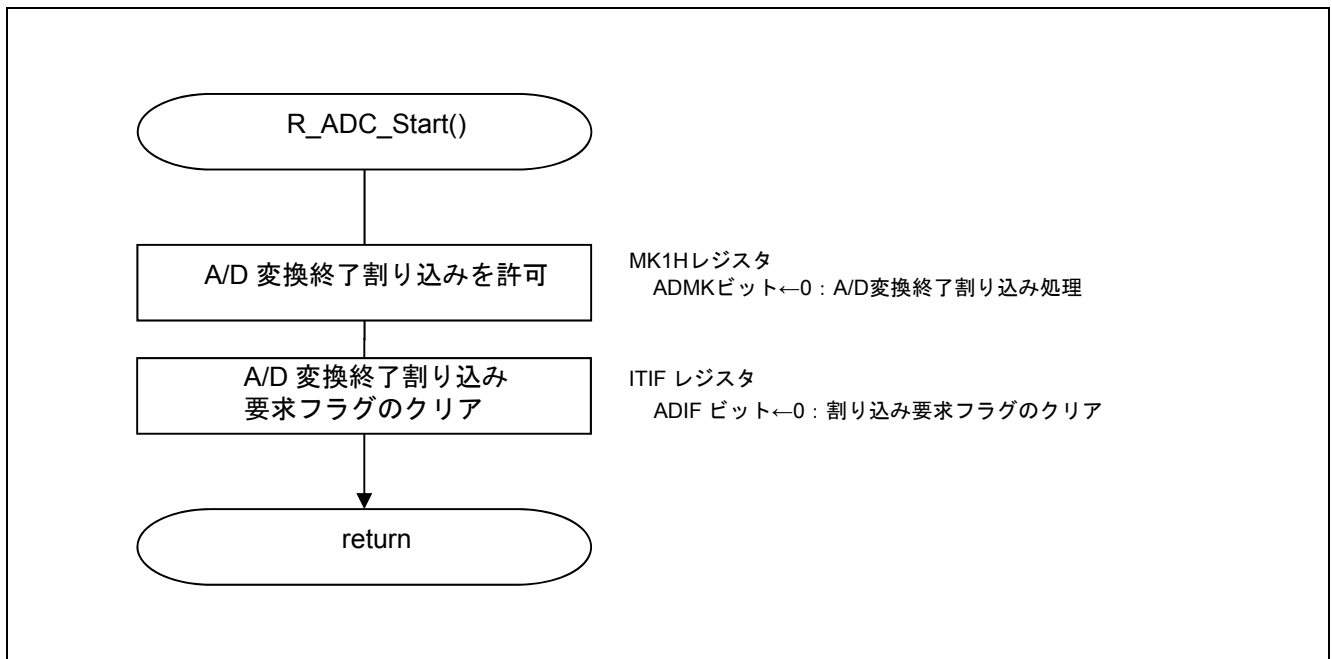 R_ADC_Start()
A/D 変換終了割り込みを許可
MK1Hレジスタ
ADMKビット←0：A/D変換終了割り込み処理
A/D 変換終了割り込み
要求フラグのクリア
ITIF レジスタ
ADIF ビット←0：割り込み要求フラグのクリア
return